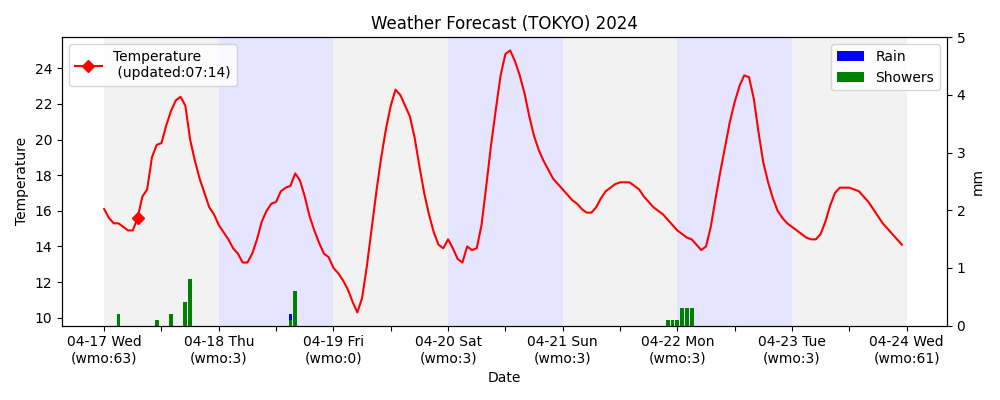 Weather Forecast (TOKYO) 2024
Temperature
(updated:07:14)
Rain
Showers
Temperature
24
22
20
18
16
14
12
10
5
4
3
2
1
0
mm
04-17 Wed
(wmo:63)
04-18 Thu
(wmo:3)
04-19 Fri
(wmo:0)
04-20 Sat
(wmo:3)
04-21 Sun
(wmo:3)
04-22 Mon
(wmo:3)
04-23 Tue
(wmo:3)
04-24 Wed
(wmo:61)
Date